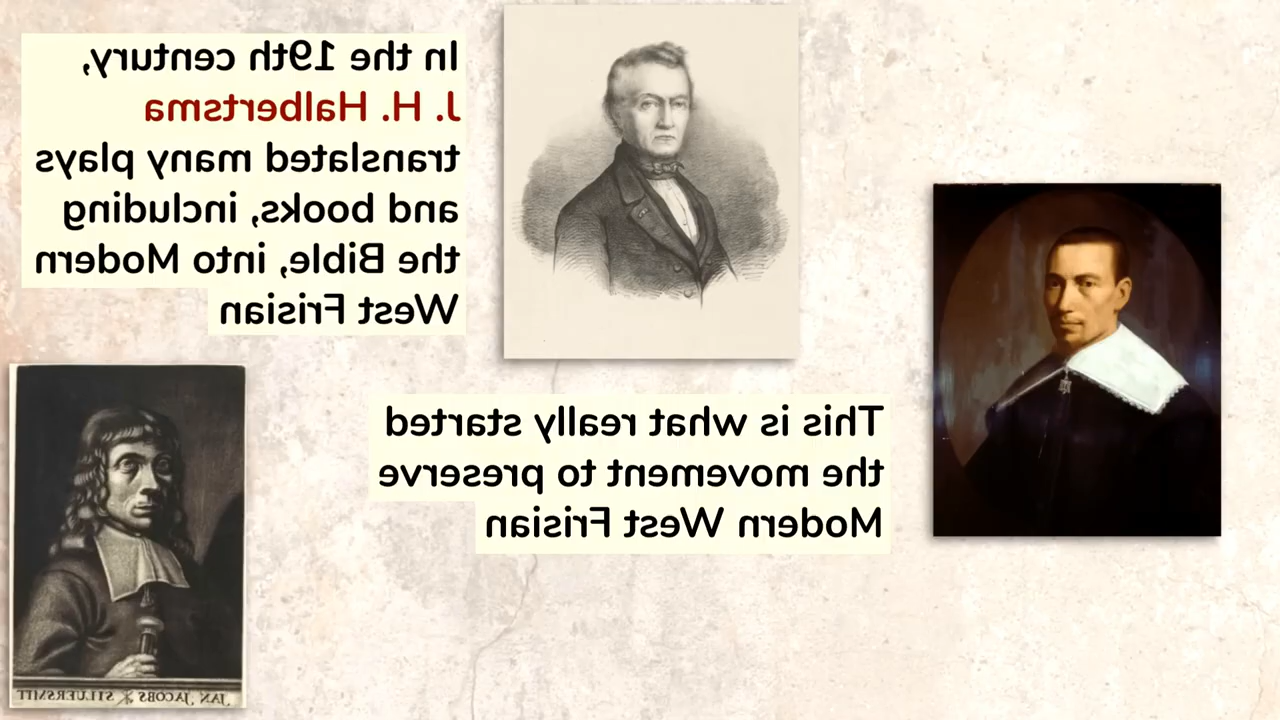 In the 19th century,
J. H. Halbertsma
translated many plays
and books, including
the Bible, into Modern
West Frisian
This is what really started
the movement to preserve
Modern West Frisian
JAN JACOBS STLUERSMIT